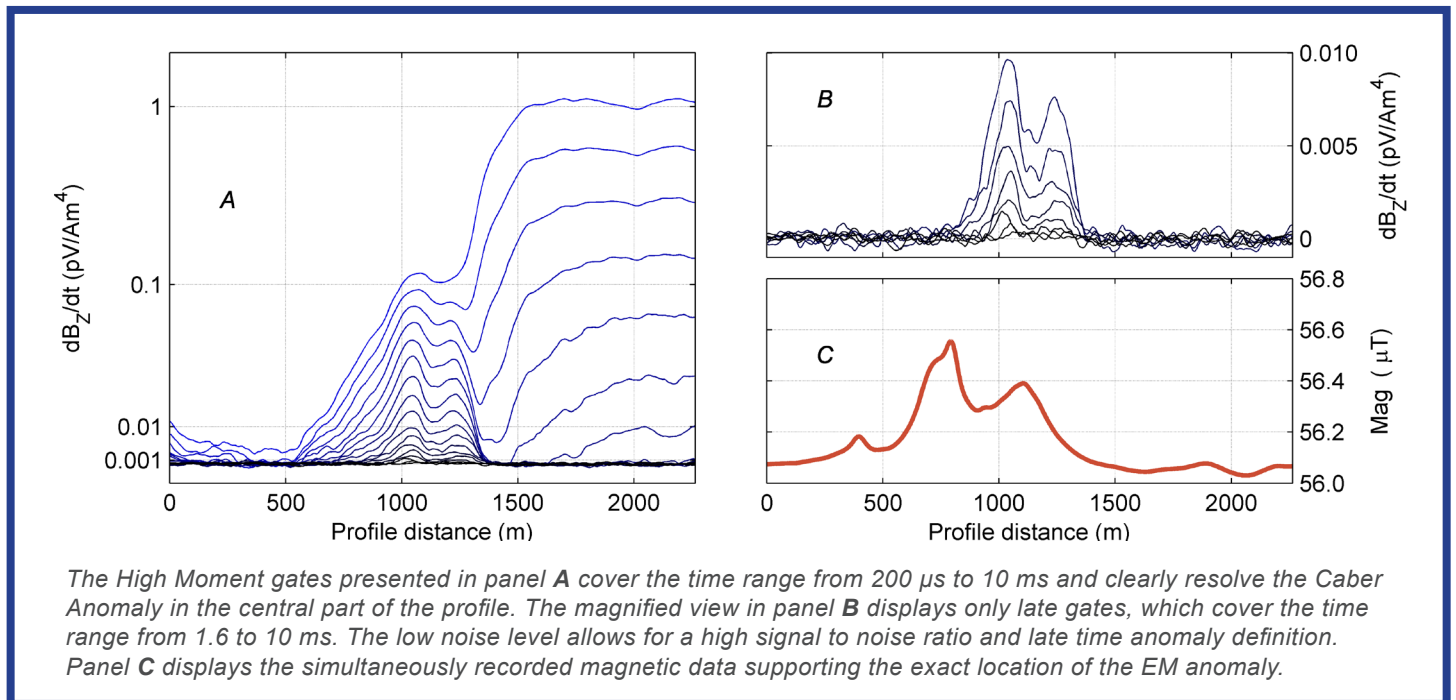 A
dB_Z/dt (pV/Am^4)
1
0.1
0.01
0.001
0 500 1000 1500 2000
Profile distance (m)
B
0.010
0.005
0
dB_Z/dt (pV/Am^4)
C
56.8
56.6
56.4
56.2
56.0
Mag ( μT)
0 500 1000 1500 2000
Profile distance (m)
The High Moment gates presented in panel A cover the time range from 200 μs to 10 ms and clearly resolve the Caber
Anomaly in the central part of the profile. The magnified view in panel B displays only late gates, which cover the time
range from 1.6 to 10 ms. The low noise level allows for a high signal to noise ratio and late time anomaly definition.
Panel C displays the simultaneously recorded magnetic data supporting the exact location of the EM anomaly.